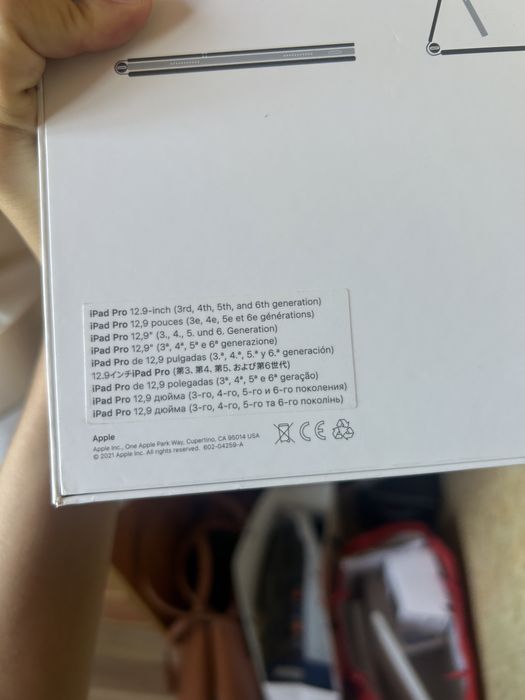 iPad Pro 12.9-inch (3rd, 4th, 5th, and 6th generation)
iPad Pro 12,9 pouces (3e, 4e, 5e et 6e générations)
iPad Pro 12,9" (3., 4., 5. und 6. Generation)
iPad Pro 12,9" (3ª, 4ª, 5ª e 6ª generazione)
iPad Pro de 12,9 pulgadas (3.ª, 4.ª, 5.ª y 6.ª generación)
12.9インチiPad Pro (第3、第4、第5、および第6世代)
iPad Pro de 12,9 polegadas (3ª, 4ª, 5ª e 6ª geração)
iPad Pro 12,9 дюйма (3-го, 4-го, 5-го и 6-го поколения)
iPad Pro 12,9 дюйма (3-го, 4-го, 5-го та 6-го поколінь)
Apple
Apple Inc., One Apple Park Way, Cupertino, CA 95014 USA
© 2021 Apple Inc. All rights reserved. 602-04259-A
CE